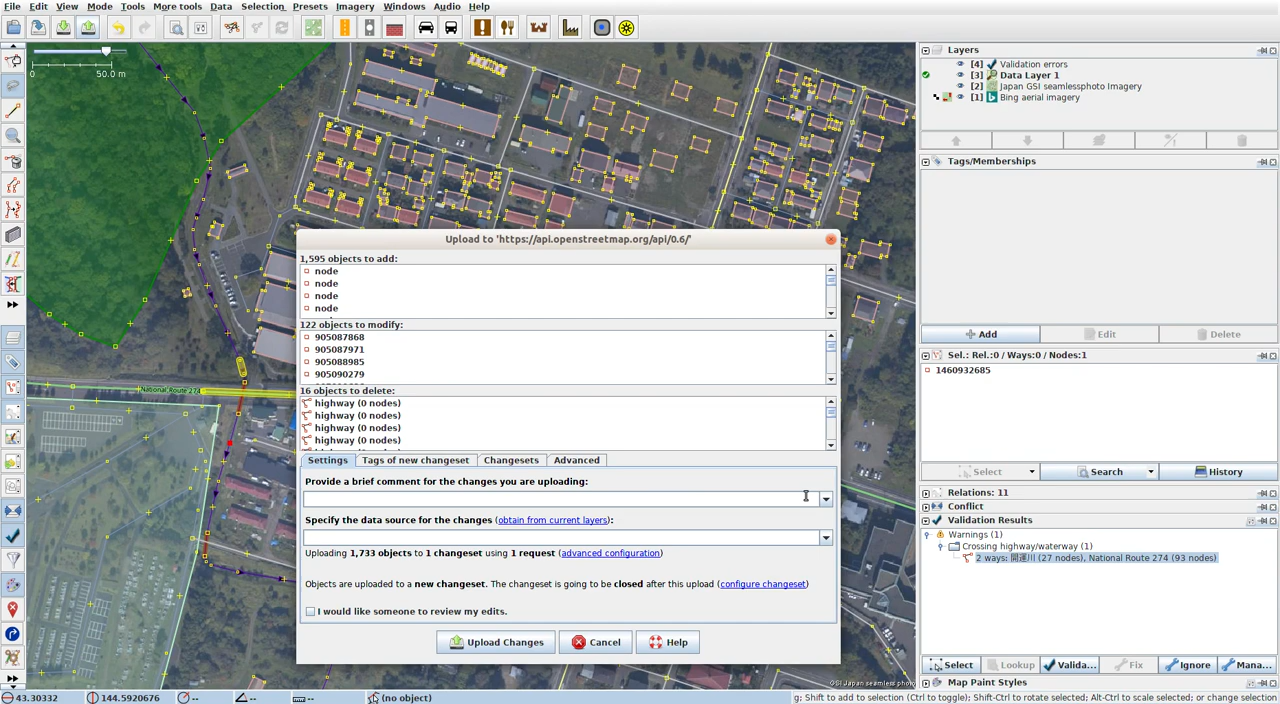 File Edit View Mode Tools More tools Data Selection Presets Imagery Windows Audio Help
0 50.0 m
National Route 274
Upload to 'https://api.openstreetmap.org/api/0.6/'
1,595 objects to add:
node
node
node
node
122 objects to modify:
905087868
905087971
905088985
905090279
16 objects to delete:
highway (0 nodes)
highway (0 nodes)
highway (0 nodes)
highway (0 nodes)
Settings Tags of new changeset Changesets Advanced
Provide a brief comment for the changes you are uploading:
Specify the data source for the changes (obtain from current layers):
Uploading 1,733 objects to 1 changeset using 1 request (advanced configuration)
Objects are uploaded to a new changeset. The changeset is going to be closed after this upload (configure changeset)
I would like someone to review my edits.
Upload Changes Cancel Help
Layers
[4] Validation errors
[3] Data Layer 1
[2] Japan GSI seamlessphoto Imagery
[1] Bing aerial imagery
Tags/Memberships
Add Edit Delete
Sel.: Rel.:0 / Ways:0 / Nodes:1
1460932685
Select Search History
Relations: 11
Conflict
Validation Results
Warnings (1)
Crossing highway/waterway (1)
2 ways: 開運川 (27 nodes), National Route 274 (93 nodes)
Select Lookup Valida... Fix Ignore Mana...
Map Paint Styles
GSI Japan seamless photo
43.30332 144.5920676 -- -- -- (no object)
g; Shift to add to selection (Ctrl to toggle); Shift-Ctrl to rotate selected; Alt-Ctrl to scale selected; or change selection